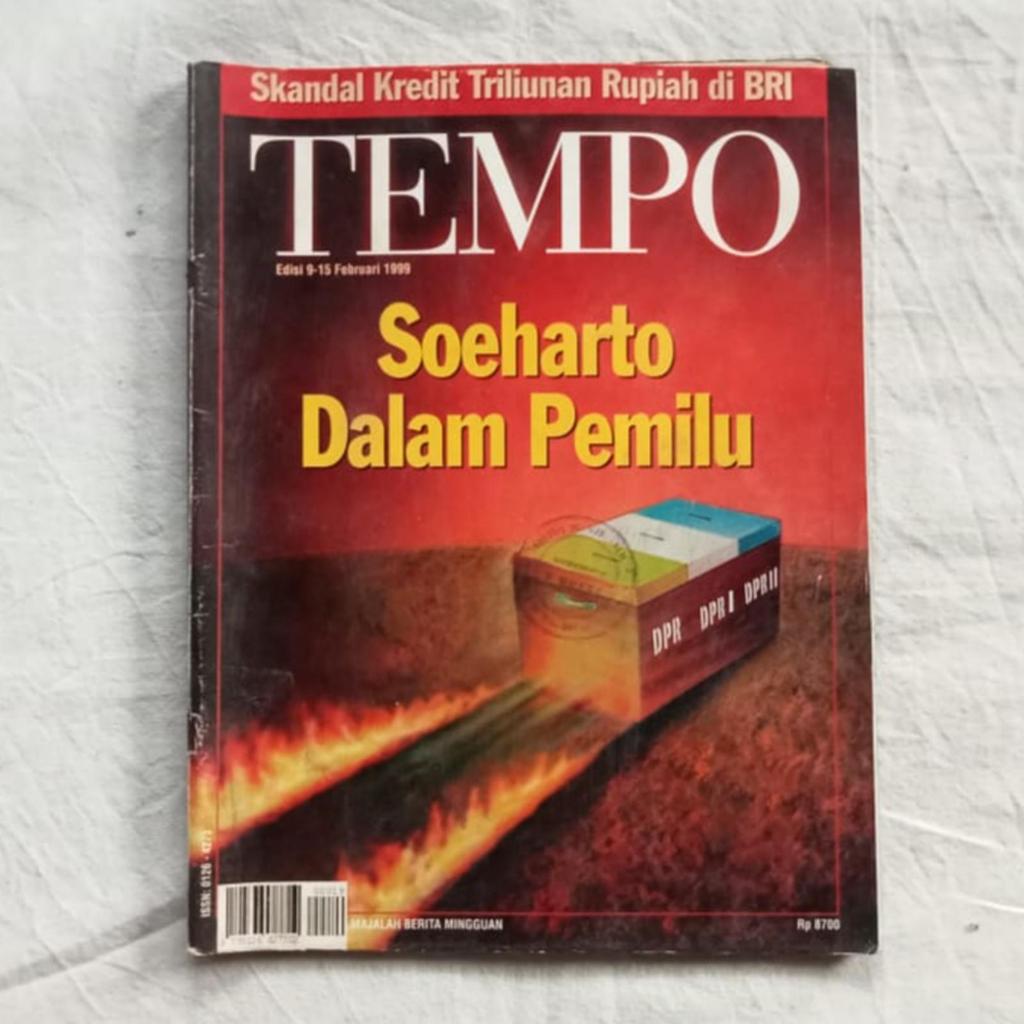 Skandal Kredit Triliunan Rupiah di BRI
TEMPO
Edisi 9-15 Februari 1999
Soeharto
Dalam Pemilu
DPR DPR I DPR II
MAJALAH BERITA MINGGUAN
Rp 8700